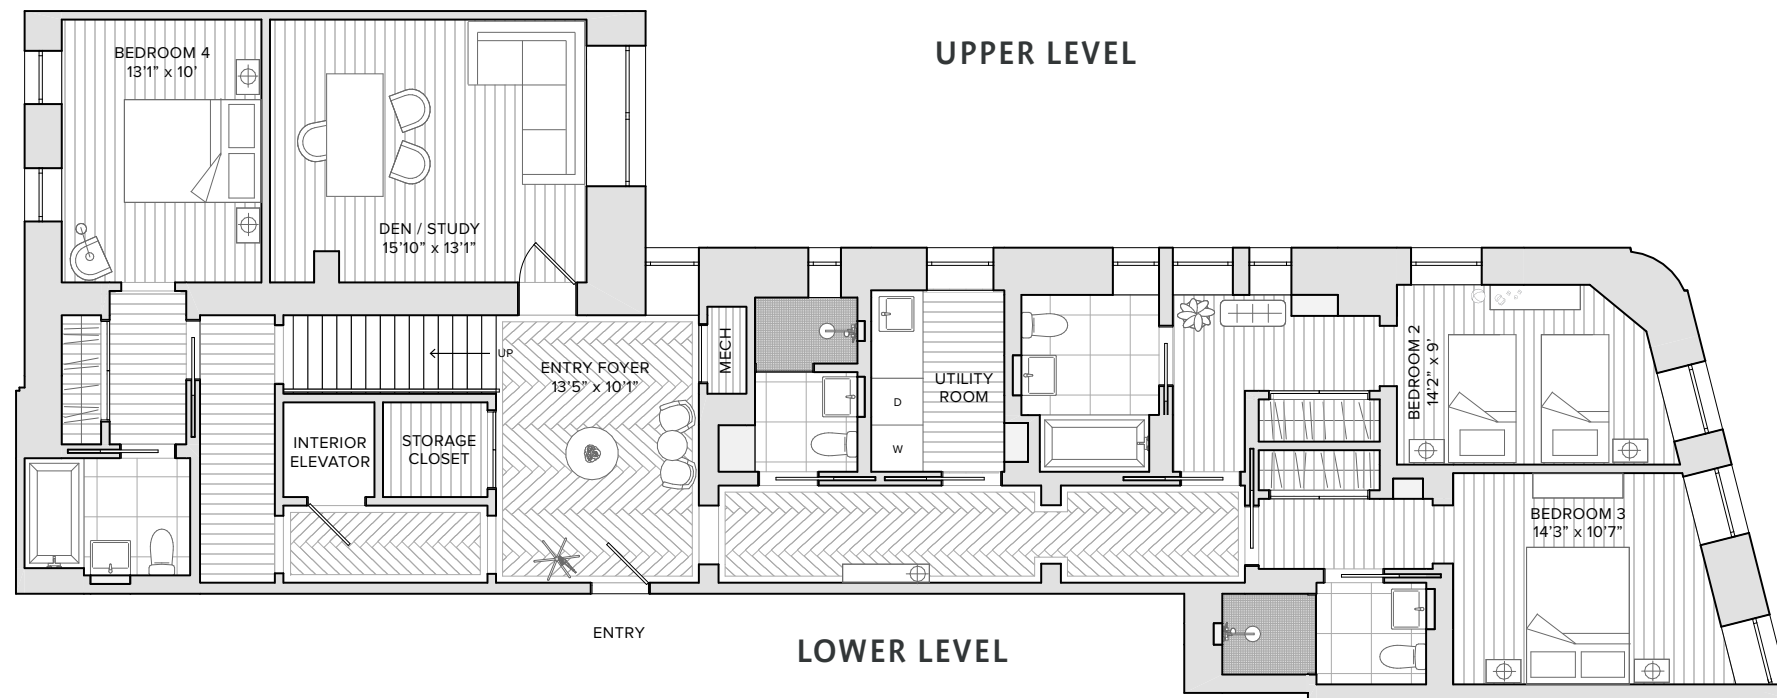 UPPER LEVEL
BEDROOM 4
13'1" x 10'
DEN / STUDY
15'10" x 13'1"
UP
ENTRY FOYER
13'5" x 10'1"
MECH
UTILITY
ROOM
D
W
BEDROOM 2
14'2" x 9'
INTERIOR
ELEVATOR
STORAGE
CLOSET
BEDROOM 3
14'3" x 10'7"
ENTRY
LOWER LEVEL